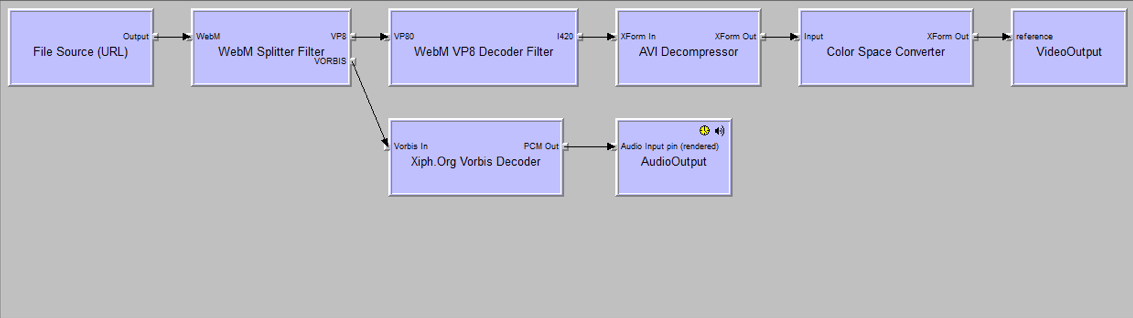 Output
File Source (URL)
WebM
VP8
WebM Splitter Filter
VORBIS
VP80
I420
WebM VP8 Decoder Filter
XForm In
XForm Out
AVI Decompressor
Input
XForm Out
Color Space Converter
reference
VideoOutput
Vorbis In
PCM Out
Xiph.Org Vorbis Decoder
Audio Input pin (rendered)
AudioOutput